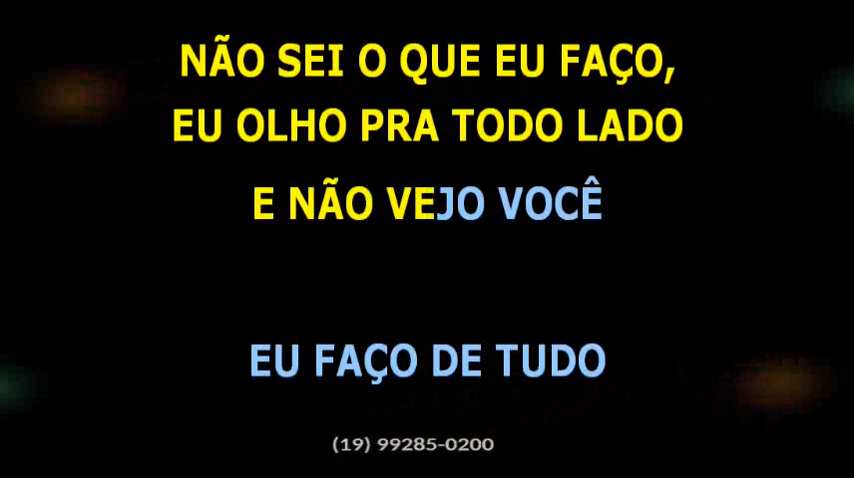 NÃO SEI O QUE EU FAÇO,
EU OLHO PRA TODO LADO
E NÃO VEJO VOCÊ
EU FAÇO DE TUDO
(19) 99285-0200